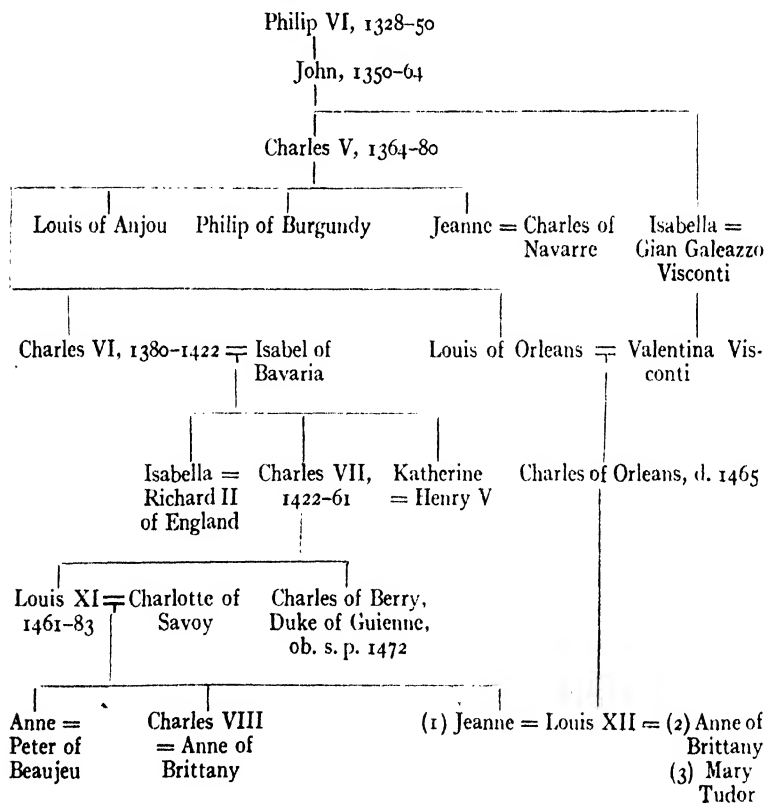 Philip VI, 1328–50
John, 1350–64
Charles V, 1364–80
Louis of Anjou Philip of Burgundy Jeanne = Charles of Isabella =
Navarre Gian Galeazzo
Visconti
Charles VI, 1380–1422 = Isabel of Louis of Orleans = Valentina Vis-
Bavaria conti
Isabella = Charles VII, Katherine Charles of Orleans, d. 1465
Richard II 1422–61 = Henry V
of England
Louis XI = Charlotte of Charles of Berry,
1461–83 Savoy Duke of Guienne,
ob. s. p. 1472
Anne = Charles VIII (1) Jeanne = Louis XII = (2) Anne of
Peter of = Anne of Brittany
Beaujeu Brittany (3) Mary
Tudor